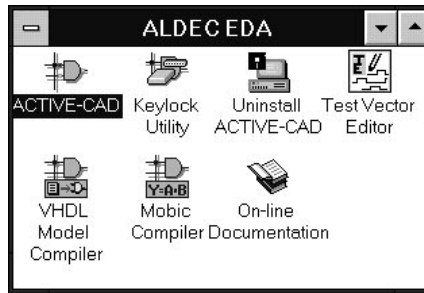 ALDEC EDA
ACTIVE-CAD
Keylock
Utility
Uninstall
ACTIVE-CAD
Test Vector
Editor
VHDL
Model
Compiler
Y=A·B
Mobic
Compiler
On-line
Documentation